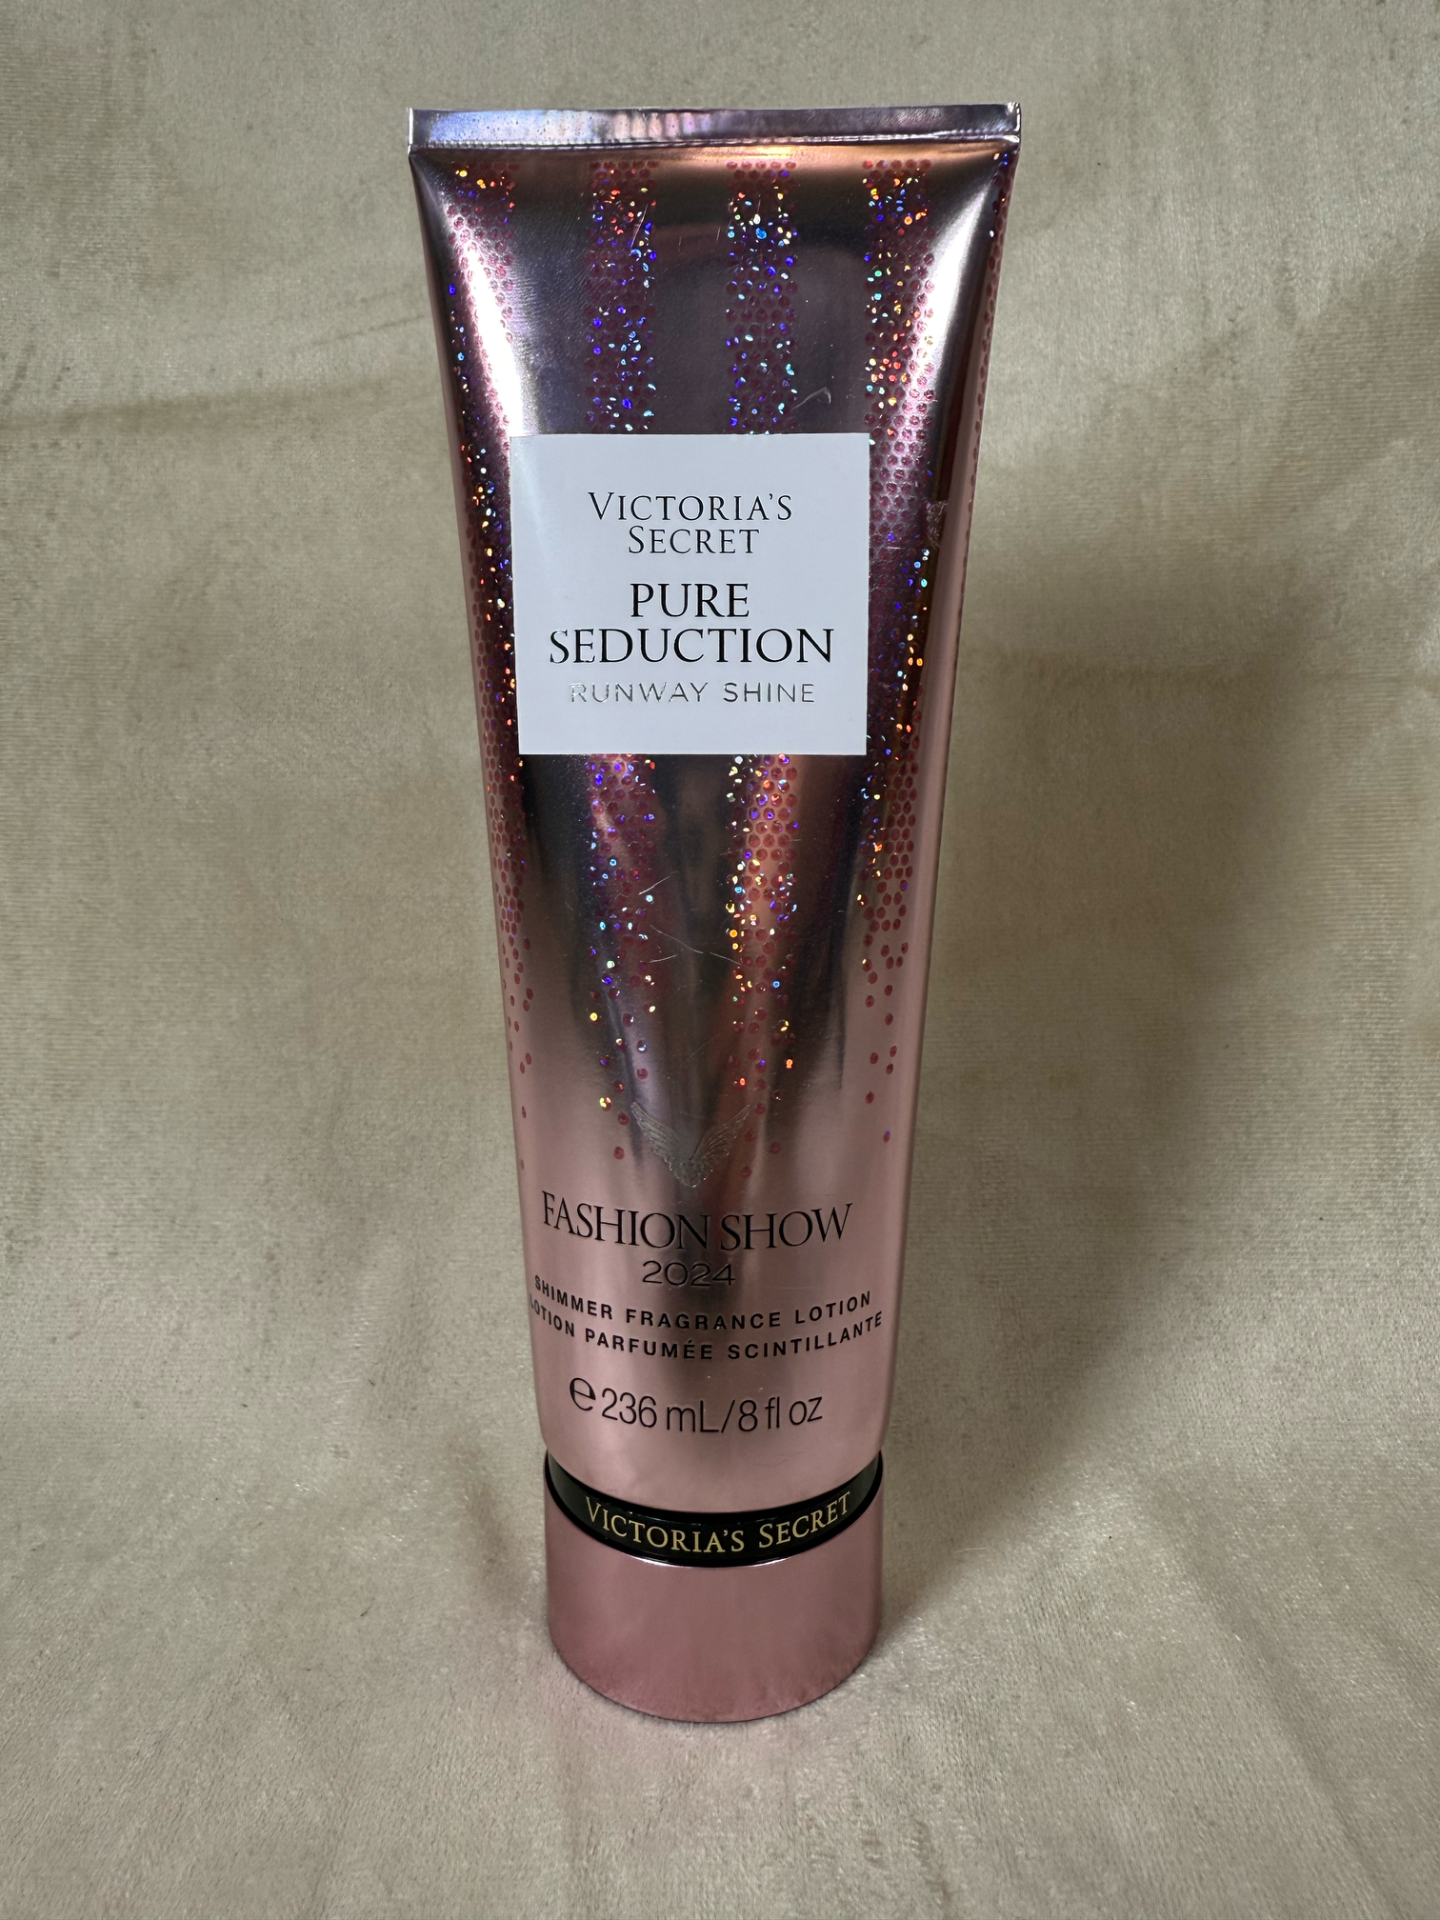 VICTORIA'S
SECRET
PURE
SEDUCTION
RUNWAY SHINE
FASHION SHOW
2024
SHIMMER FRAGRANCE LOTION
LOTION PARFUMÉE SCINTILLANTE
℮ 236 mL/8 fl oz
VICTORIA'S SECRET